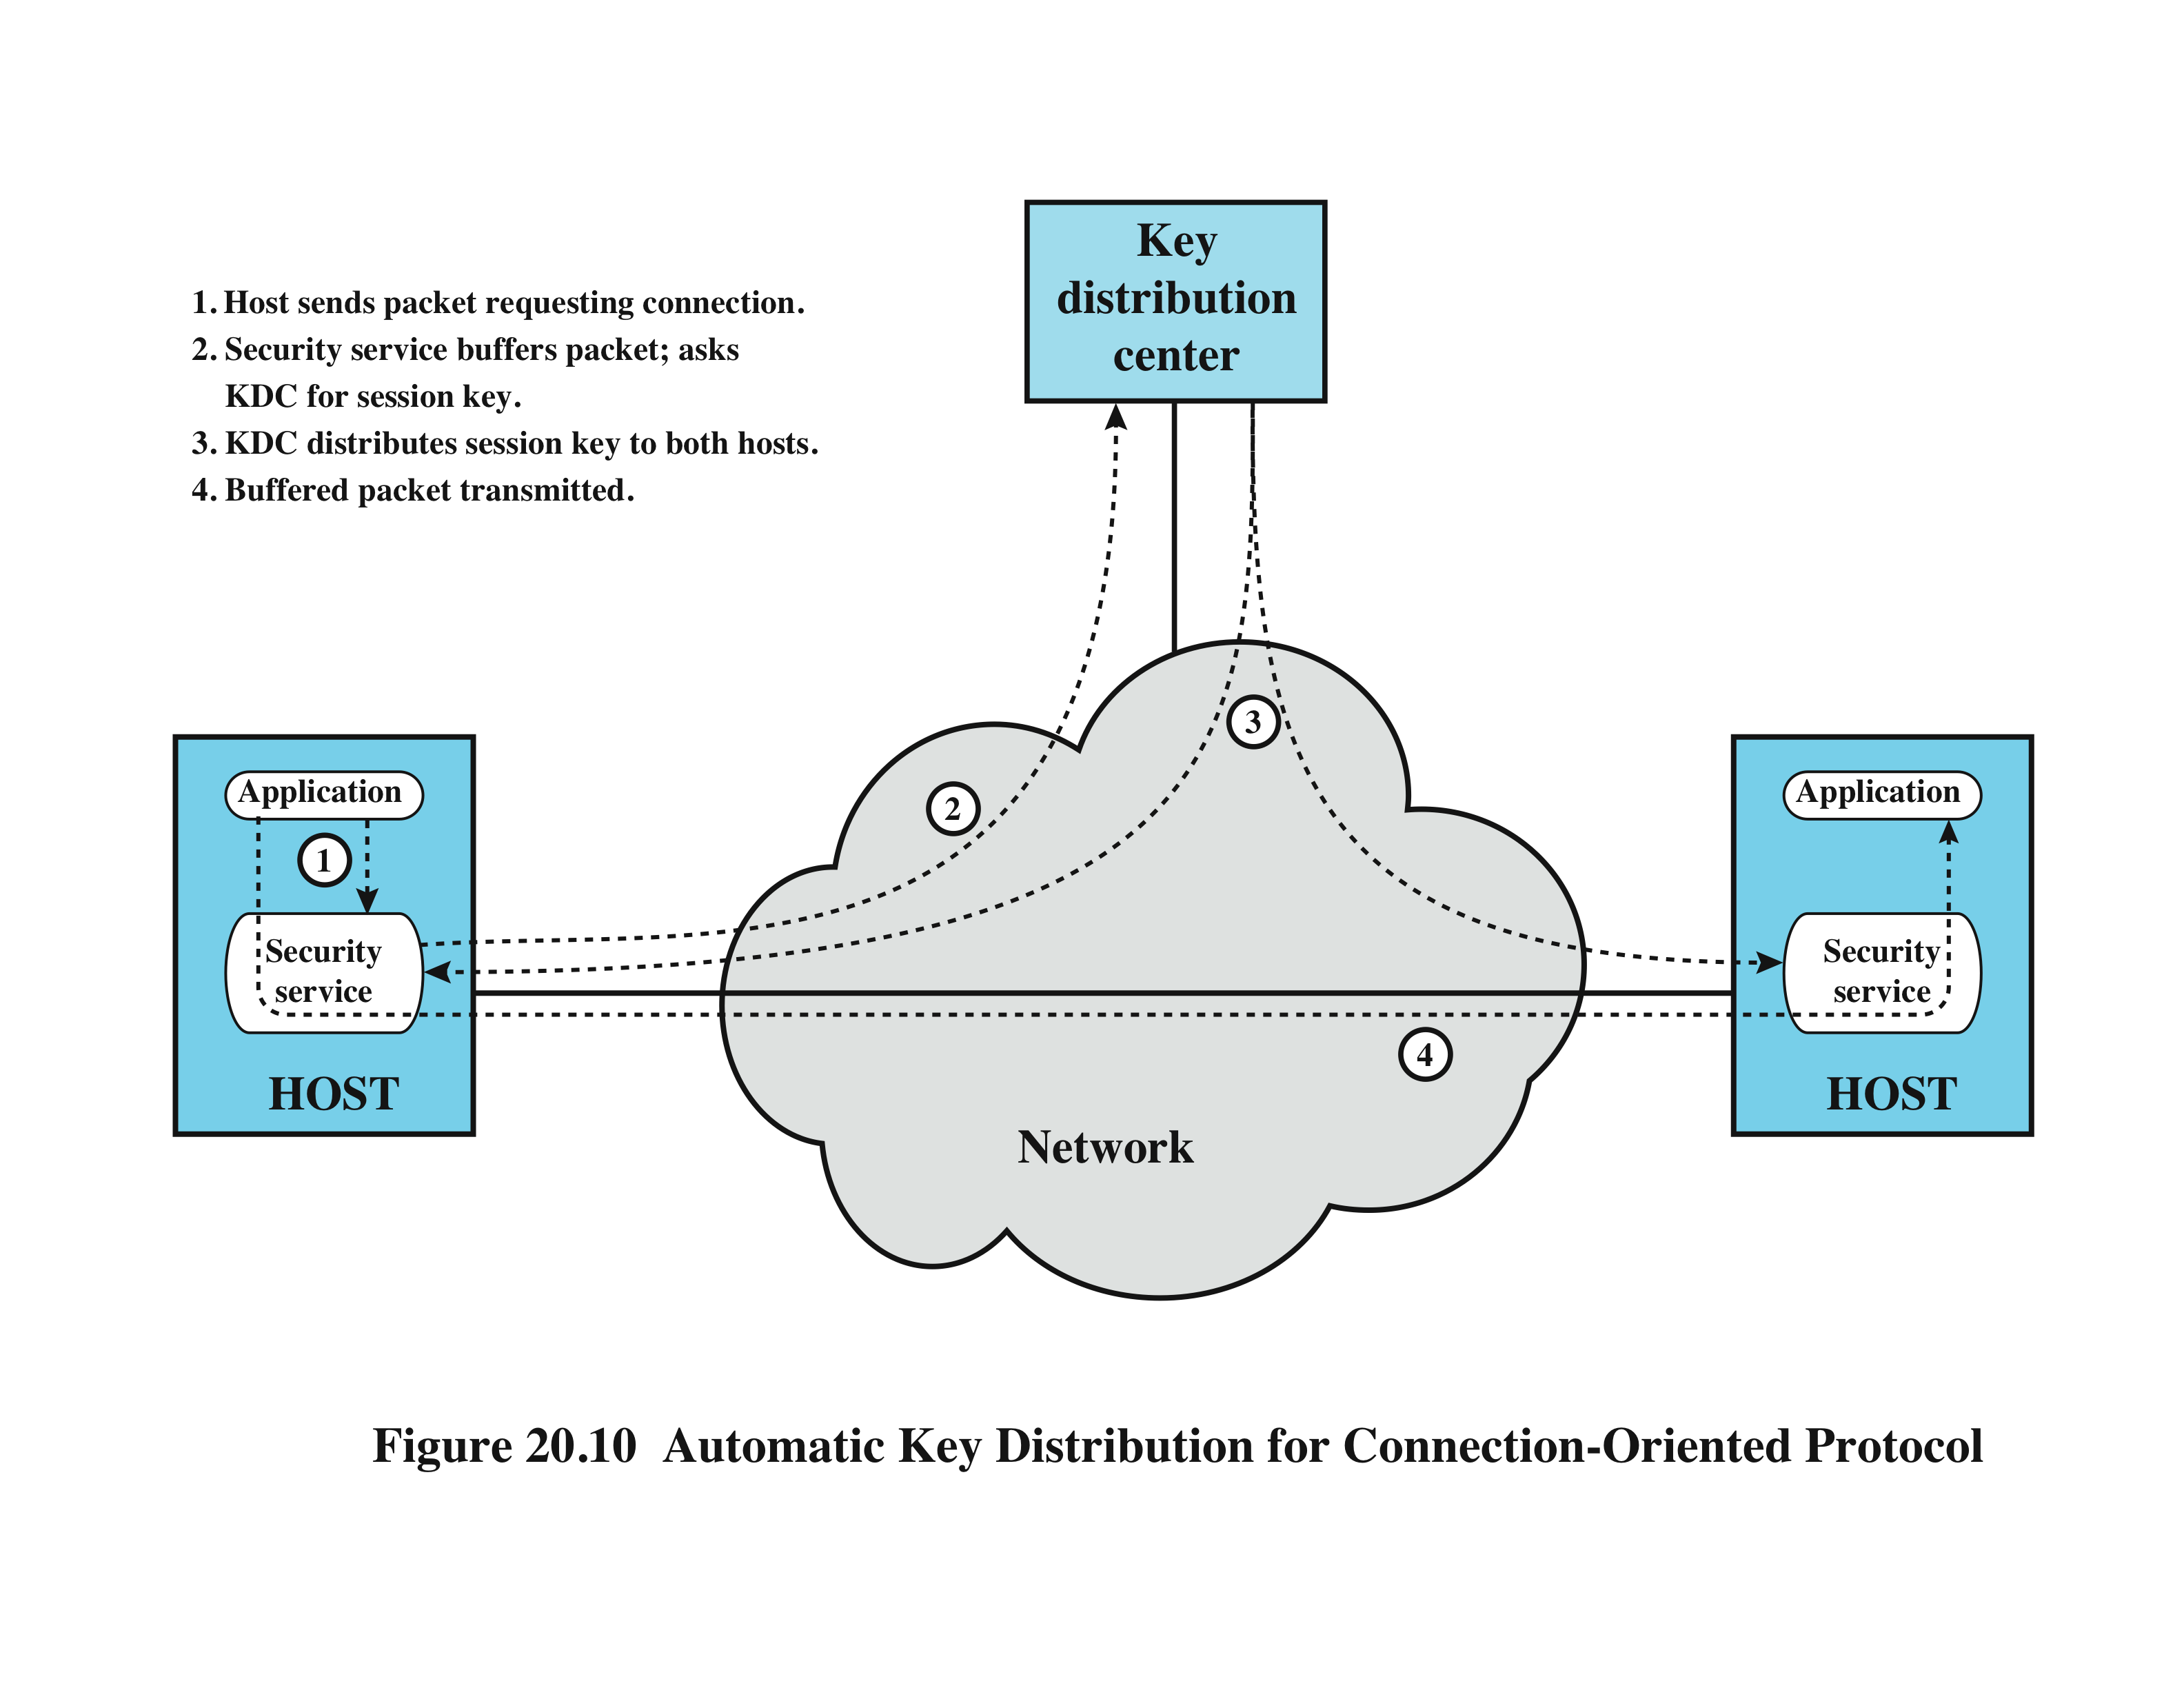 Key
distribution
center
1. Host sends packet requesting connection.
2. Security service buffers packet; asks
KDC for session key.
3. KDC distributes session key to both hosts.
4. Buffered packet transmitted.
3
2
Application
1
Security
service
HOST
Application
Security
service
HOST
4
Network
Figure 20.10 Automatic Key Distribution for Connection-Oriented Protocol